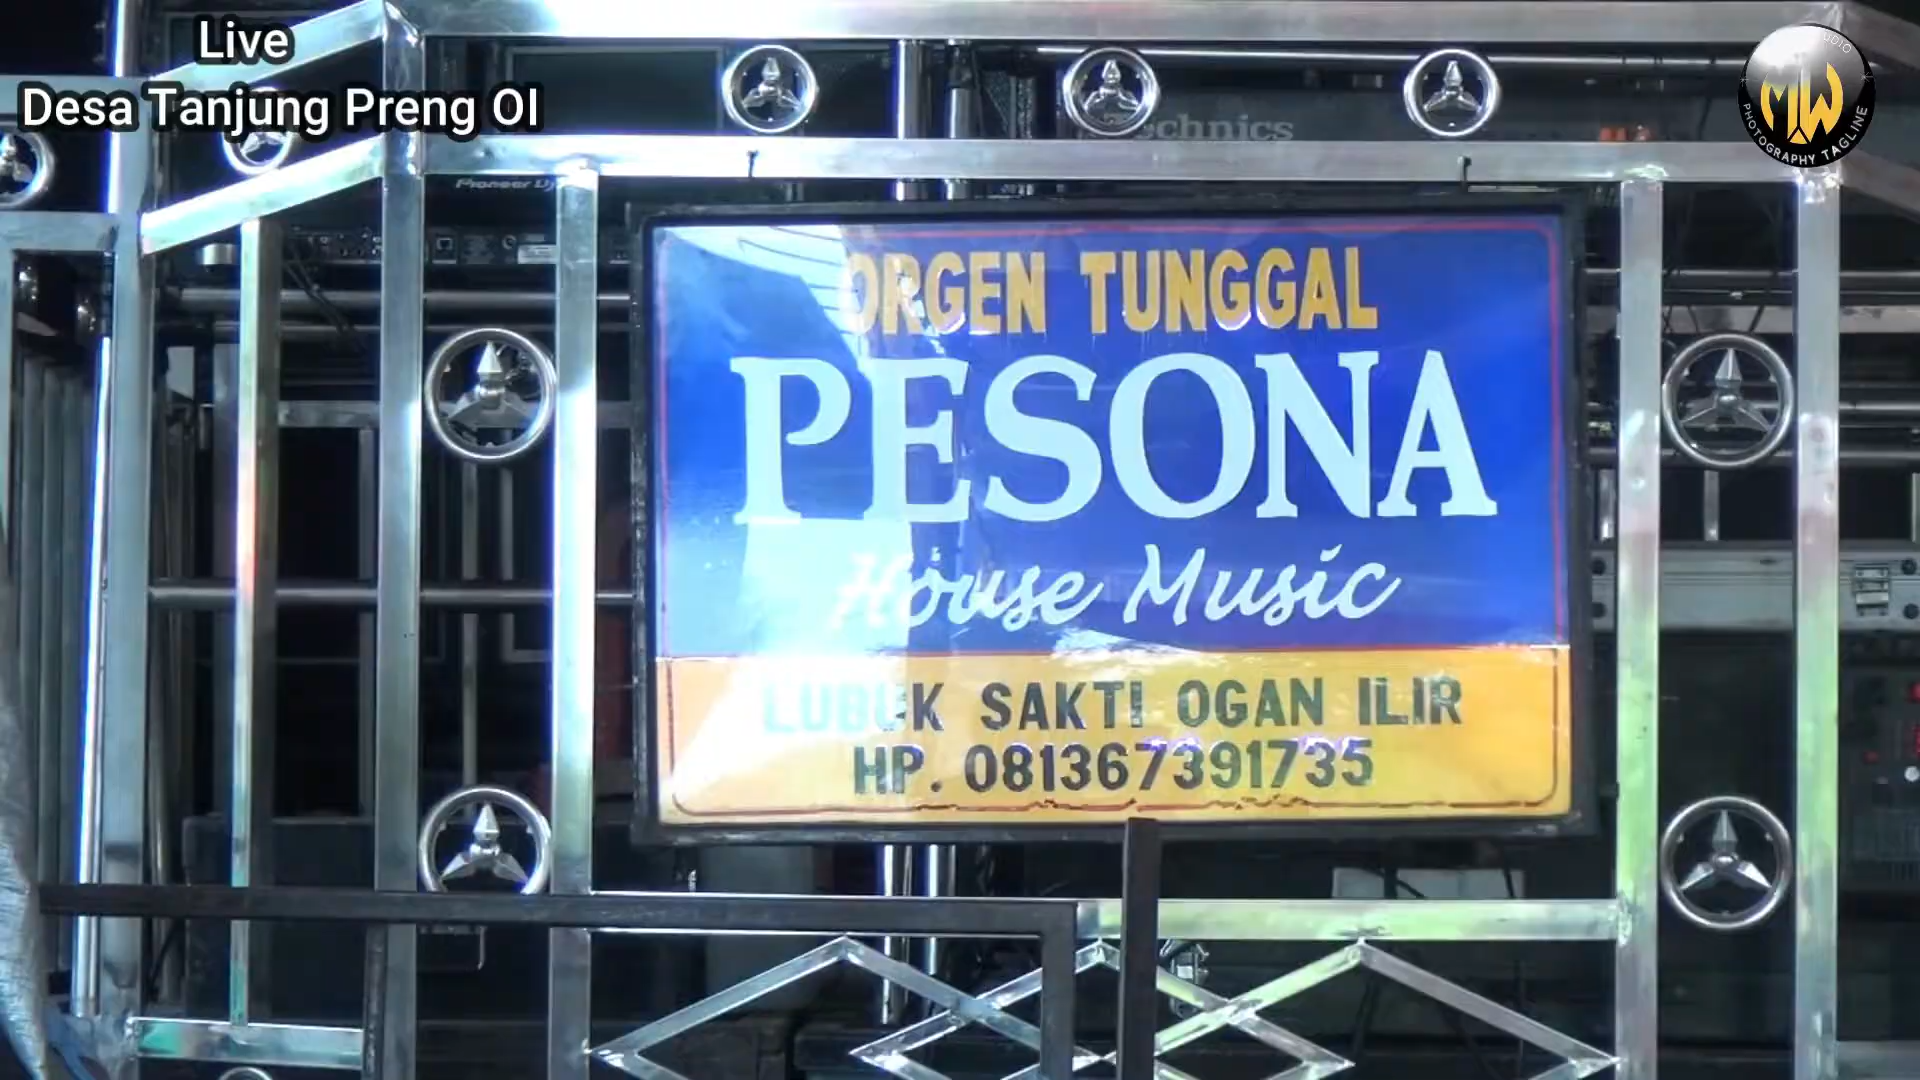 Live
Desa Tanjung Preng OI
MW
PHOTOGRAPHY TAGLINE
Technics
Pioneer Dj
ORGEN TUNGGAL
PESONA
House Music
LUBUK SAKTI OGAN ILIR
HP. 081367391735